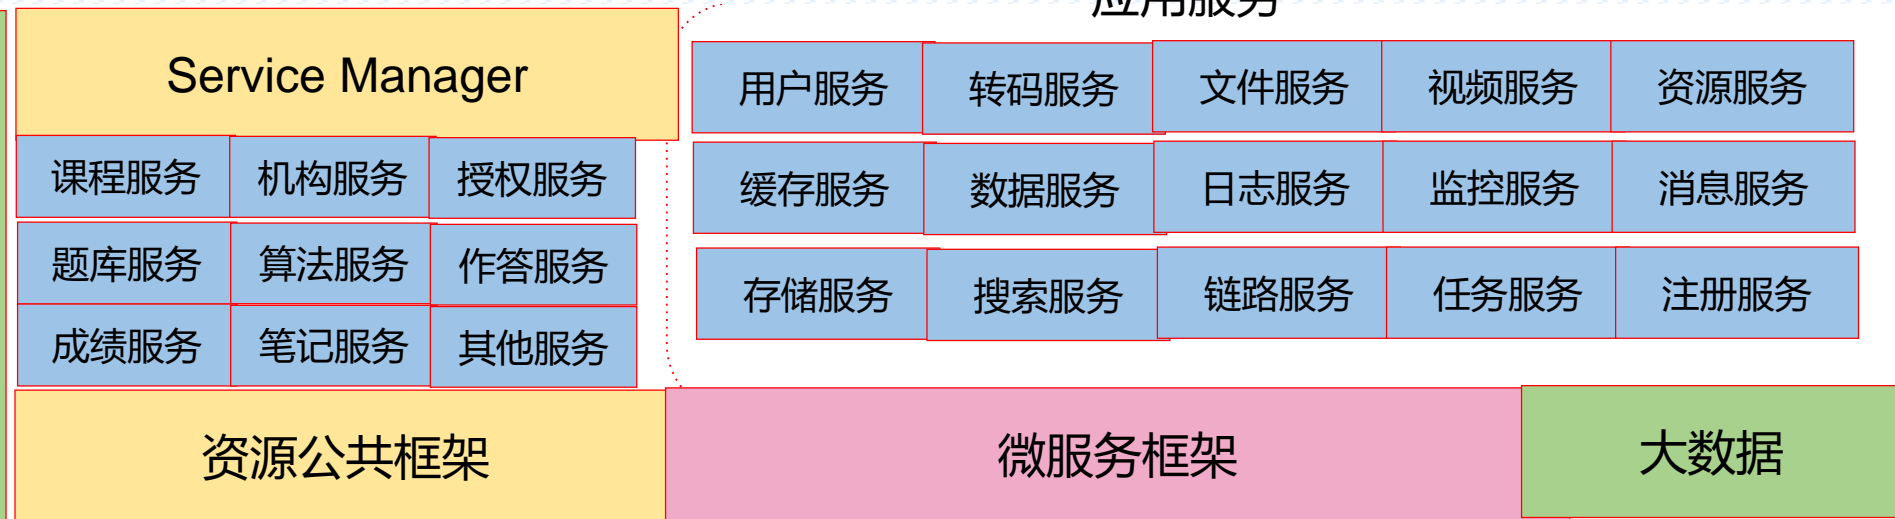 应用服务
Service Manager
用户服务 转码服务 文件服务 视频服务 资源服务
课程服务 机构服务 授权服务
缓存服务 数据服务 日志服务 监控服务 消息服务
题库服务 算法服务 作答服务
存储服务 搜索服务 链路服务 任务服务 注册服务
成绩服务 笔记服务 其他服务
资源公共框架 微服务框架 大数据